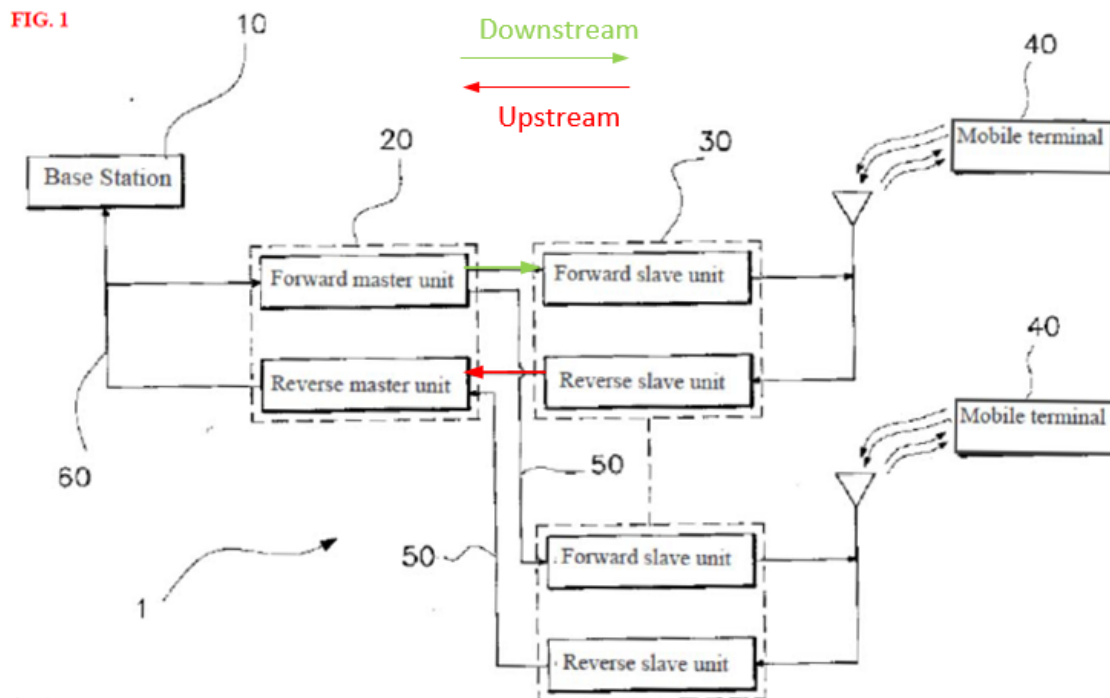 FIG. 1
Downstream
Upstream
10
20
30
40
Base Station
Mobile terminal
Forward master unit
Forward slave unit
Reverse master unit
Reverse slave unit
40
Mobile terminal
60
50
50
Forward slave unit
1
Reverse slave unit